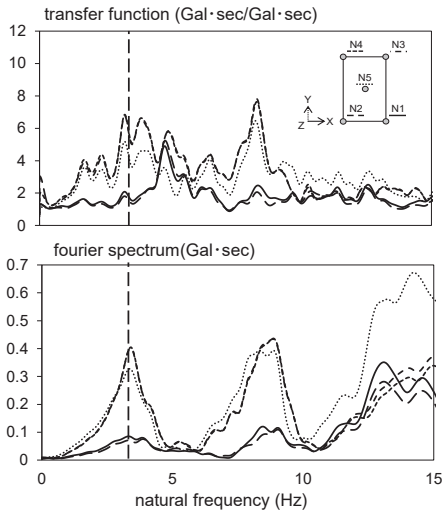 transfer function (Gal·sec/Gal·sec)
12
10
8
6
4
2
0
N4
N3
N5
Y
Z
X
N2
N1
fourier spectrum(Gal·sec)
0.7
0.6
0.5
0.4
0.3
0.2
0.1
0
0
5
10
15
natural frequency (Hz)